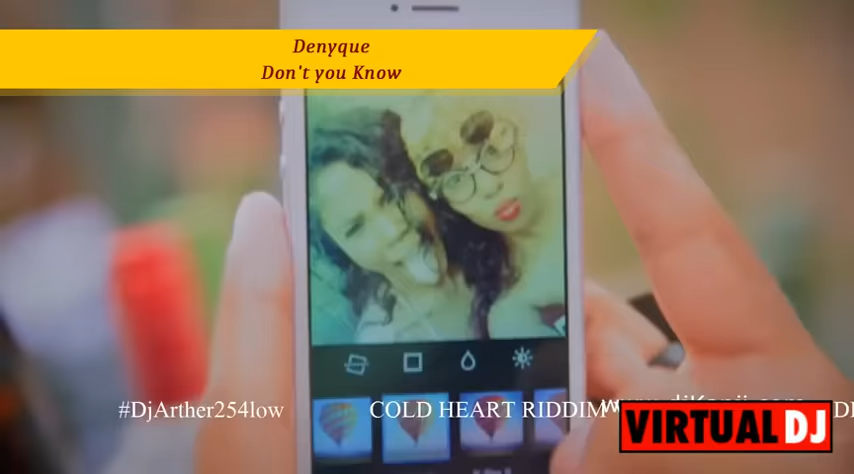 Denyque
Don't you Know
#DjArther254low
COLD HEART RIDDIM
VIRTUAL DJ